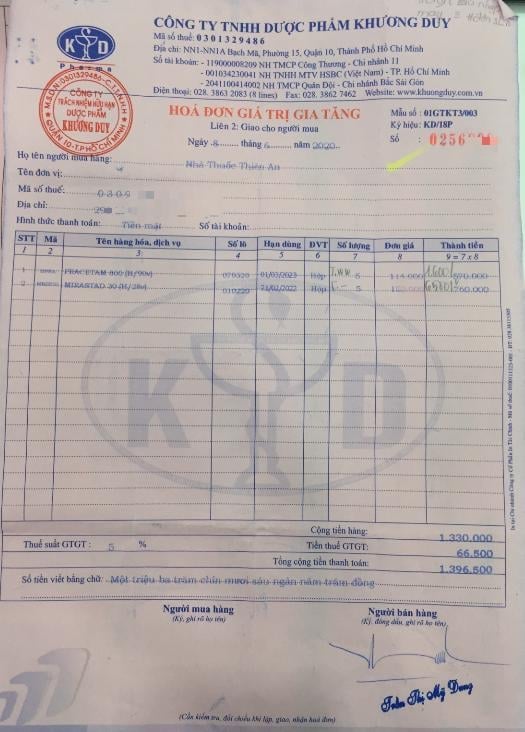 KD
Pharma
CÔNG TY TNHH DƯỢC PHẨM KHƯƠNG DUY
Mã số thuế: 0301329486
Địa chỉ: NN1-NN1A Bạch Mã, Phường 15, Quận 10, Thành Phố Hồ Chí Minh
Số tài khoản: - 119000008209 NH TMCP Công Thương - Chi nhánh 11
- 001034230041 NH TNHH MTV HSBC (Việt Nam) - TP. Hồ Chí Minh
- 2041100414002 NH TMCP Quân Đội - Chi nhánh Bắc Sài Gòn
Điện thoại: 028. 3863 2083 (8 lines) Fax: 028. 3862 7462 Website: www.khuongduy.com.vn
M.S.D.N:0301329486-C.T.T.N.H.H
CÔNG TY
TRÁCH NHIỆM HỮU HẠN
DƯỢC PHẨM
KHƯƠNG DUY
QUẬN 10-T.P HỒ CHÍ MINH
HOÁ ĐƠN GIÁ TRỊ GIA TĂNG
Liên 2: Giao cho người mua
Ngày 8 tháng 6 năm 2020
Mẫu số : 01GTKT3/003
Ký hiệu: KD/18P
Số : 0256
Họ tên người mua hàng: Nhà Thuốc Thiên An
Tên đơn vị:
Mã số thuế: 0309
Địa chỉ:
Hình thức thanh toán: Tiền mặt Số tài khoản:
STT Mã Tên hàng hóa, dịch vụ Số lô Hạn dùng ĐVT Số lượng Đơn giá Thành tiền
1 2 3 4 5 6 7 8 9 = 7 x 8
1 PRACETAM 800 (H/90v) 070320 01/03/2023 Hộp 5 114.000 570.000
2 MIRASTAD 30 (H/28v) 010220 21/02/2022 Hộp 5 760.000
KD
Cộng tiền hàng: 1.330.000
Thuế suất GTGT : 5 % Tiền thuế GTGT: 66.500
Tổng cộng tiền thanh toán: 1.396.500
Số tiền viết bằng chữ: Một triệu ba trăm chín mươi sáu ngàn năm trăm đồng
Người mua hàng Người bán hàng
(Ký, ghi rõ họ tên) (Ký, đóng dấu, ghi rõ họ tên)
Trần Thị Mỹ Dung
(Cần kiểm tra, đối chiếu khi lập, giao, nhận hoá đơn)